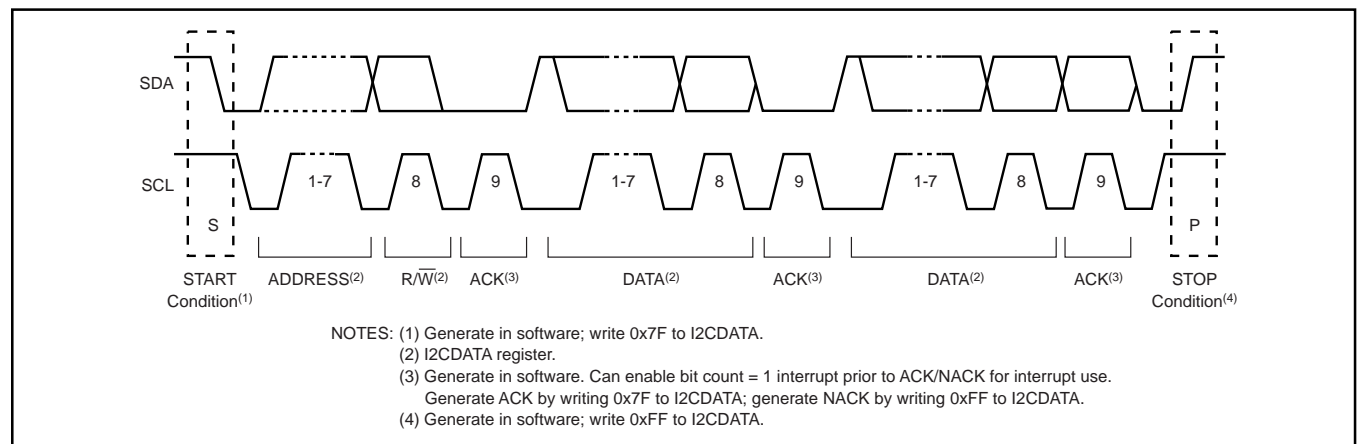 SDA
SCL
1-7
8
9
1-7
8
9
1-7
8
9
S
P
START
Condition(1)
ADDRESS(2)
R/W̅(2)
ACK(3)
DATA(2)
ACK(3)
DATA(2)
ACK(3)
STOP
Condition(4)
NOTES: (1) Generate in software; write 0x7F to I2CDATA.
(2) I2CDATA register.
(3) Generate in software. Can enable bit count = 1 interrupt prior to ACK/NACK for interrupt use.
Generate ACK by writing 0x7F to I2CDATA; generate NACK by writing 0xFF to I2CDATA.
(4) Generate in software; write 0xFF to I2CDATA.